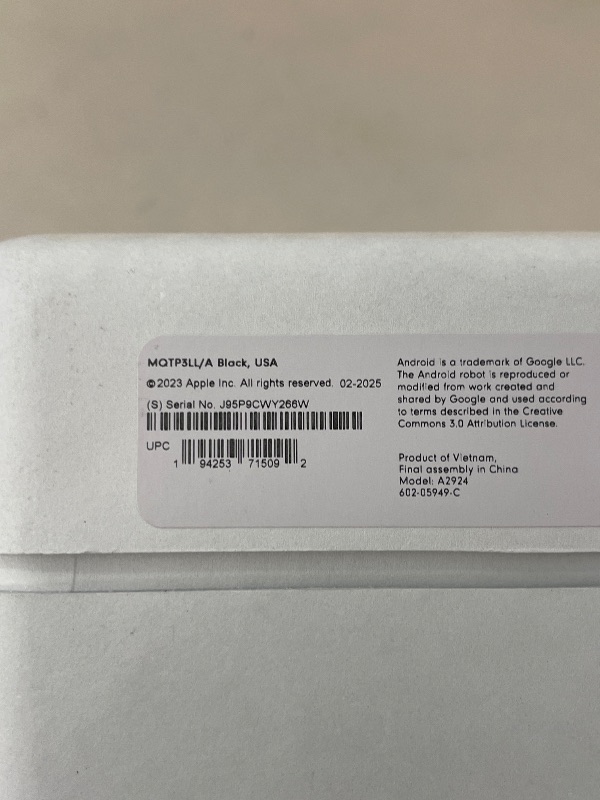 MQTP3LL/A Black, USA
©2023 Apple Inc. All rights reserved. 02-2025
(S) Serial No. J95P9CWY266W
UPC
1 94253 71509 2
Android is a trademark of Google LLC.
The Android robot is reproduced or
modified from work created and
shared by Google and used according
to terms described in the Creative
Commons 3.0 Attribution License.
Product of Vietnam,
Final assembly in China
Model: A2924
602-05949-C